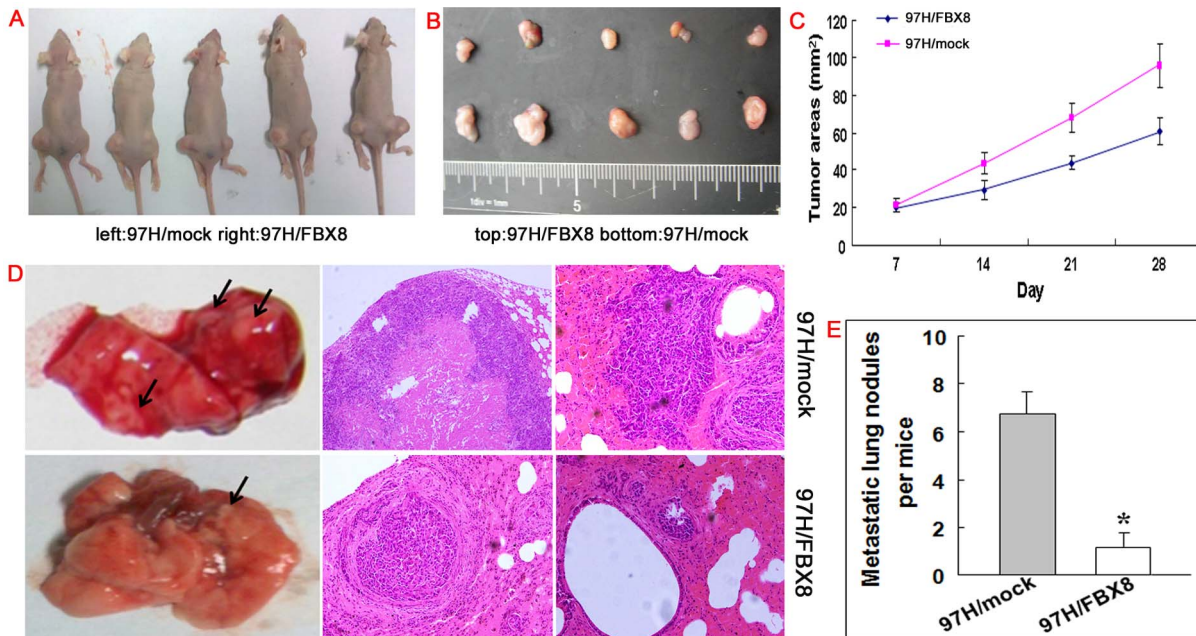 A
left:97H/mock right:97H/FBX8
B
1div = 1mm
5
top:97H/FBX8 bottom:97H/mock
C
97H/FBX8
97H/mock
Tumor areas (mm²)
120
100
80
60
40
20
0
7 14 21 28
Day
D
97H/mock
97H/FBX8
E
Metastatic lung nodules
per mice
10
8
6
4
2
0
*
97H/mock 97H/FBX8